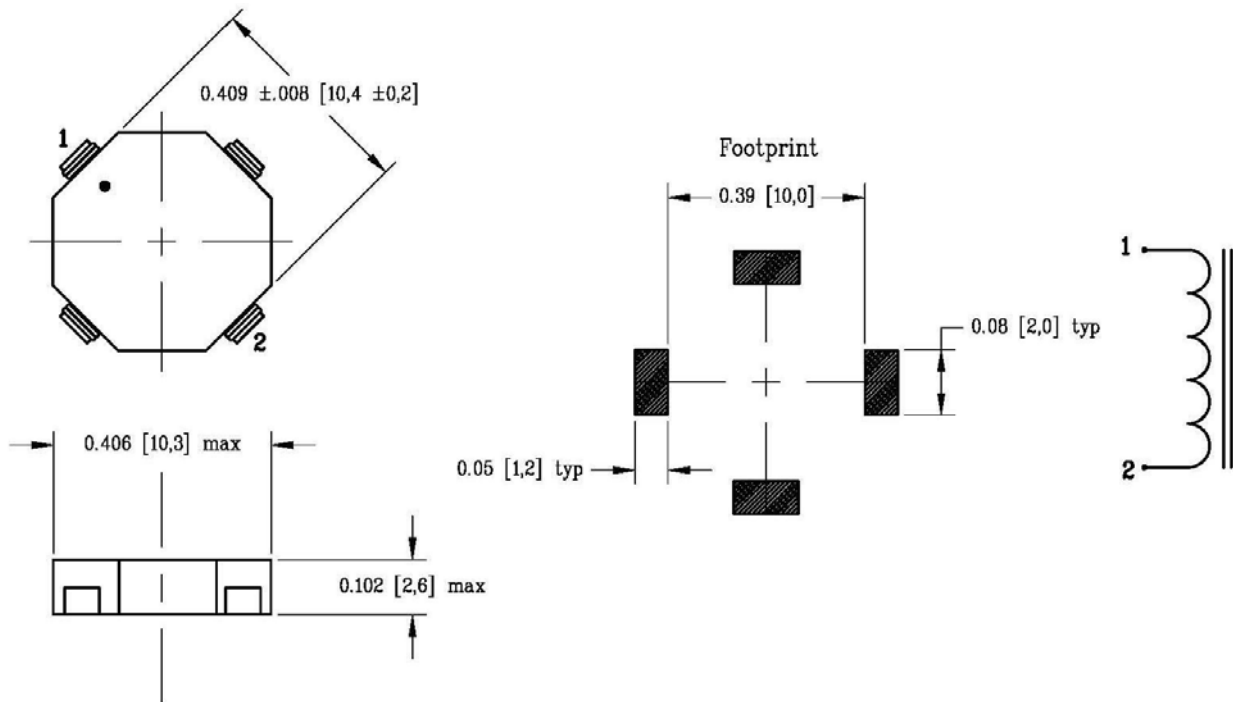 0.409 ±.008 [10,4 ±0,2]
1
2
0.406 [10,3] max
0.102 [2,6] max
Footprint
0.39 [10,0]
0.08 [2,0] typ
0.05 [1,2] typ
1
2